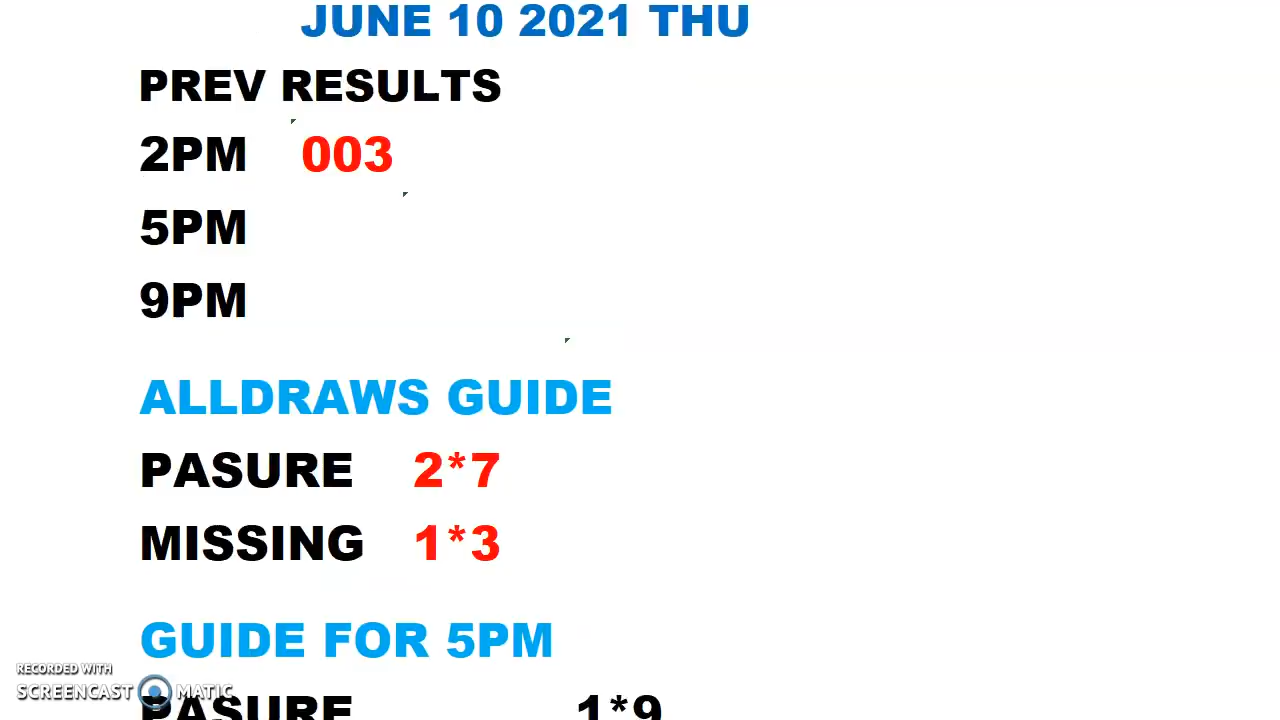 JUNE 10 2021 THU
PREV RESULTS
2PM 003
5PM
9PM
ALLDRAWS GUIDE
PASURE 2*7
MISSING 1*3
GUIDE FOR 5PM
RECORDED WITH
SCREENCAST MATIC
PASURE 1*9